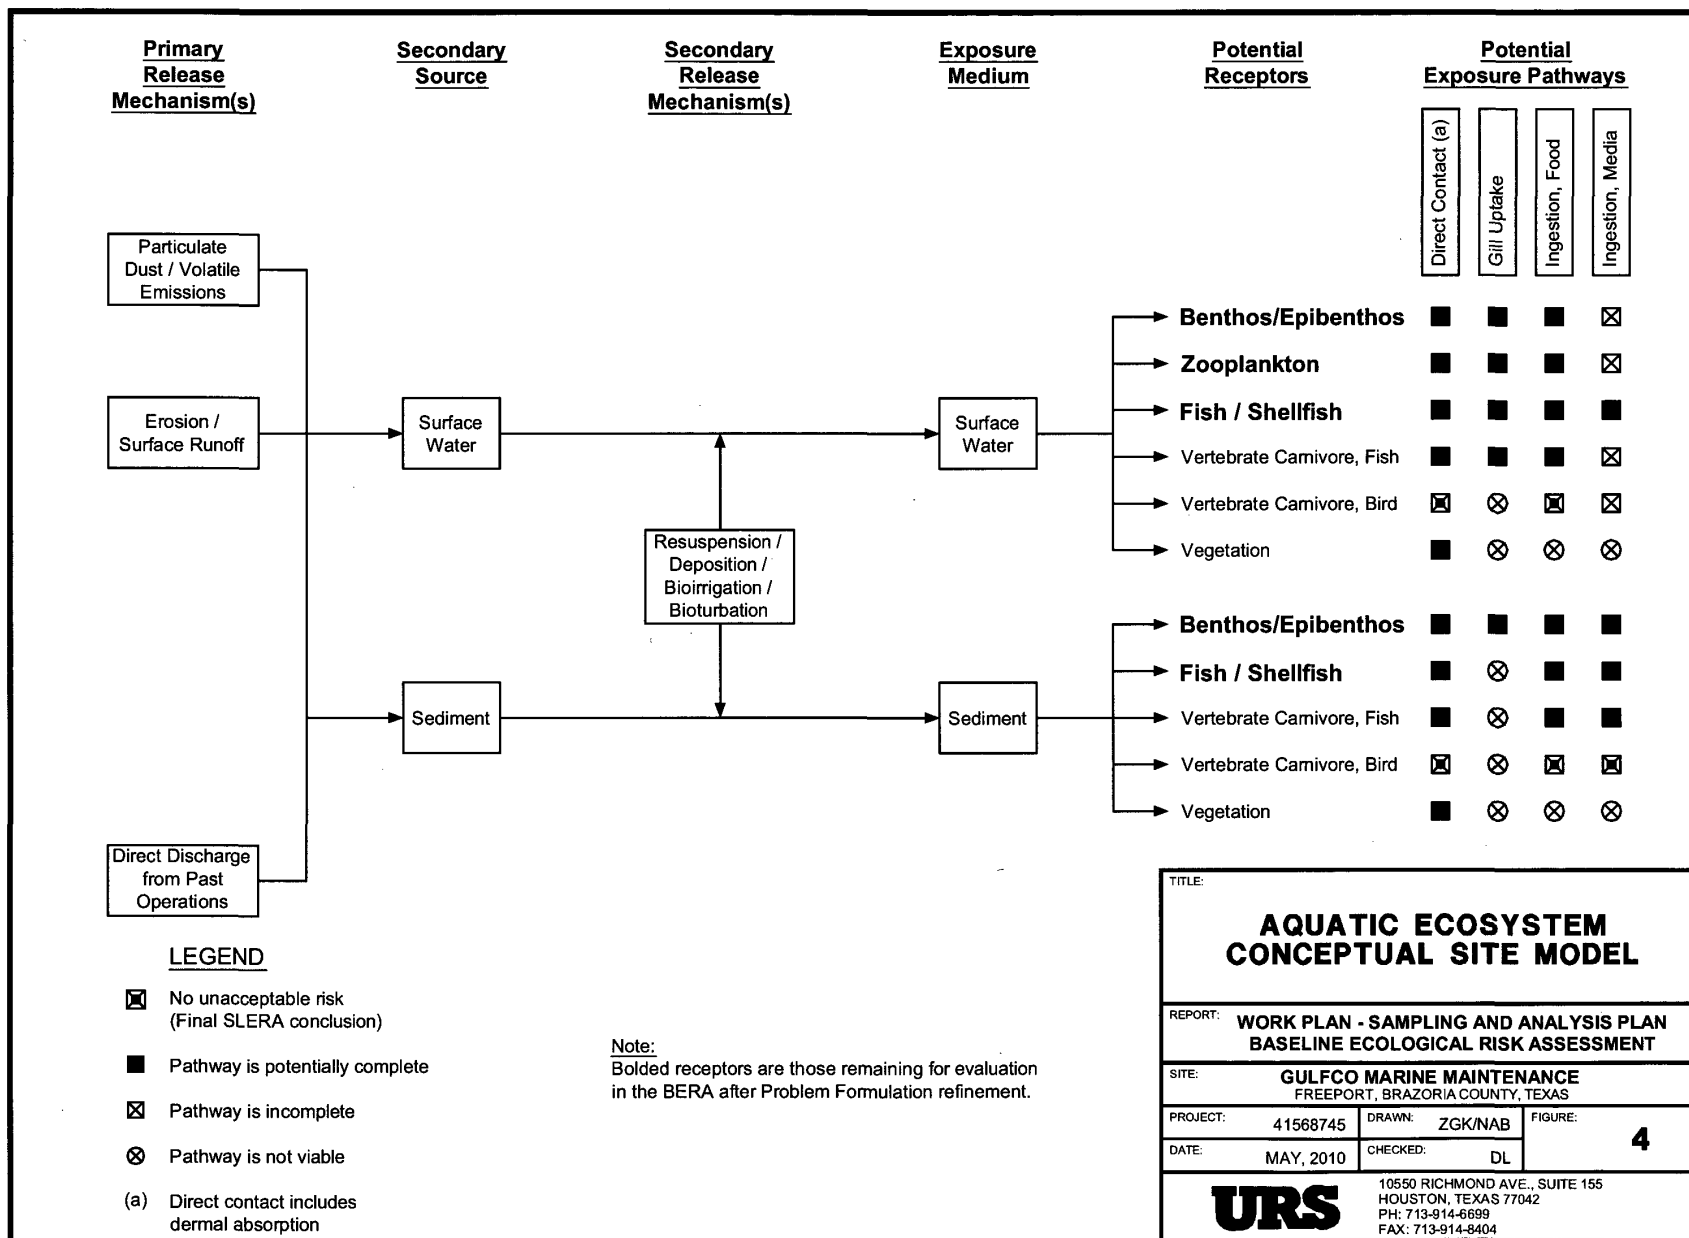 Primary
Release
Mechanism(s)
Secondary
Source
Secondary
Release
Mechanism(s)
Exposure
Medium
Potential
Receptors
Potential
Exposure Pathways
Direct Contact (a)
Gill Uptake
Ingestion, Food
Ingestion, Media
Particulate
Dust / Volatile
Emissions
Erosion /
Surface Runoff
Direct Discharge
from Past
Operations
Surface
Water
Sediment
Resuspension /
Deposition /
Bioirrigation /
Bioturbation
Surface
Water
Sediment
Benthos/Epibenthos
Zooplankton
Fish / Shellfish
Vertebrate Carnivore, Fish
Vertebrate Carnivore, Bird
Vegetation
Benthos/Epibenthos
Fish / Shellfish
Vertebrate Carnivore, Fish
Vertebrate Carnivore, Bird
Vegetation
LEGEND
No unacceptable risk
(Final SLERA conclusion)
Pathway is potentially complete
Pathway is incomplete
Pathway is not viable
(a) Direct contact includes
dermal absorption
Note:
Bolded receptors are those remaining for evaluation
in the BERA after Problem Formulation refinement.
TITLE:
AQUATIC ECOSYSTEM
CONCEPTUAL SITE MODEL
REPORT: WORK PLAN - SAMPLING AND ANALYSIS PLAN
BASELINE ECOLOGICAL RISK ASSESSMENT
SITE: GULFCO MARINE MAINTENANCE
FREEPORT, BRAZORIA COUNTY, TEXAS
PROJECT: 41568745 DRAWN: ZGK/NAB FIGURE: 4
DATE: MAY, 2010 CHECKED: DL
URS
10550 RICHMOND AVE., SUITE 155
HOUSTON, TEXAS 77042
PH: 713-914-6699
FAX: 713-914-8404